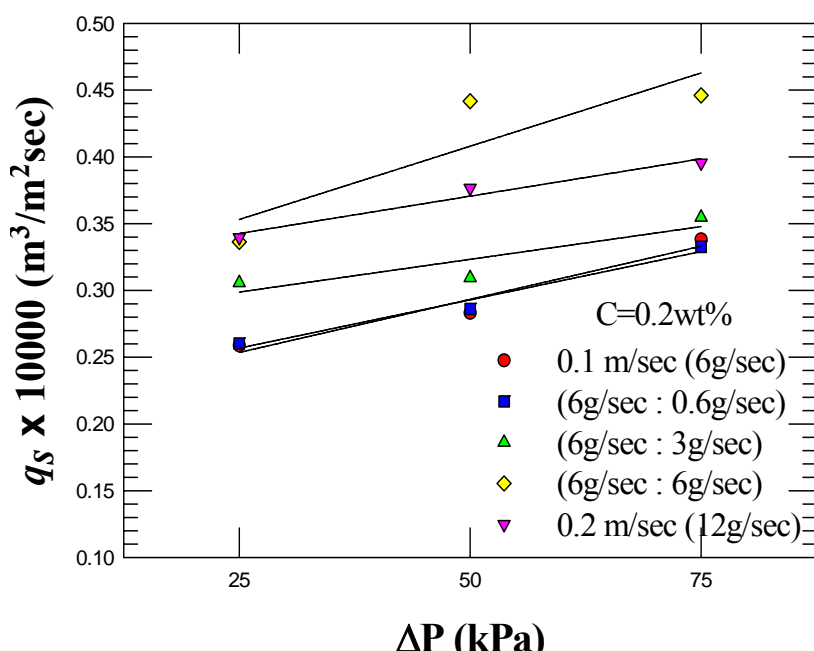 0.50
0.45
0.40
0.35
0.30
0.25
0.20
0.15
0.10
qs x 10000 (m³/m²sec)
C=0.2wt%
0.1 m/sec (6g/sec)
(6g/sec : 0.6g/sec)
(6g/sec : 3g/sec)
(6g/sec : 6g/sec)
0.2 m/sec (12g/sec)
25 50 75
ΔP (kPa)